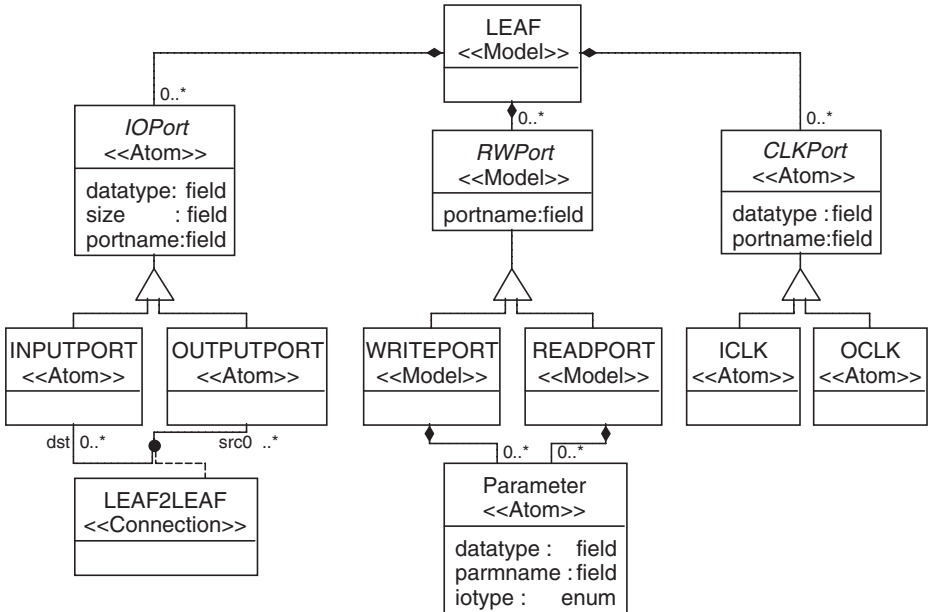 LEAF
<<Model>>
0..*
0..*
0..*
IOPort
<<Atom>>
datatype: field
size : field
portname:field
RWPort
<<Model>>
portname:field
CLKPort
<<Atom>>
datatype :field
portname:field
INPUTPORT
<<Atom>>
OUTPUTPORT
<<Atom>>
WRITEPORT
<<Model>>
READPORT
<<Model>>
ICLK
<<Atom>>
OCLK
<<Atom>>
dst 0..*
src0 ..*
0..*
0..*
LEAF2LEAF
<<Connection>>
Parameter
<<Atom>>
datatype : field
parmname :field
iotype : enum